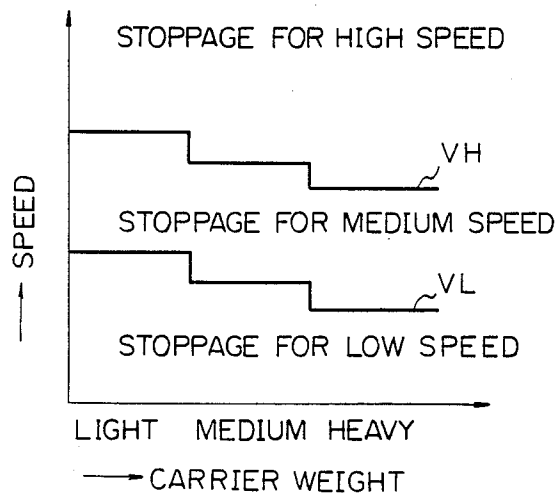 STOPPAGE FOR HIGH SPEED
VH
STOPPAGE FOR MEDIUM SPEED
SPEED
VL
STOPPAGE FOR LOW SPEED
LIGHT MEDIUM HEAVY
CARRIER WEIGHT